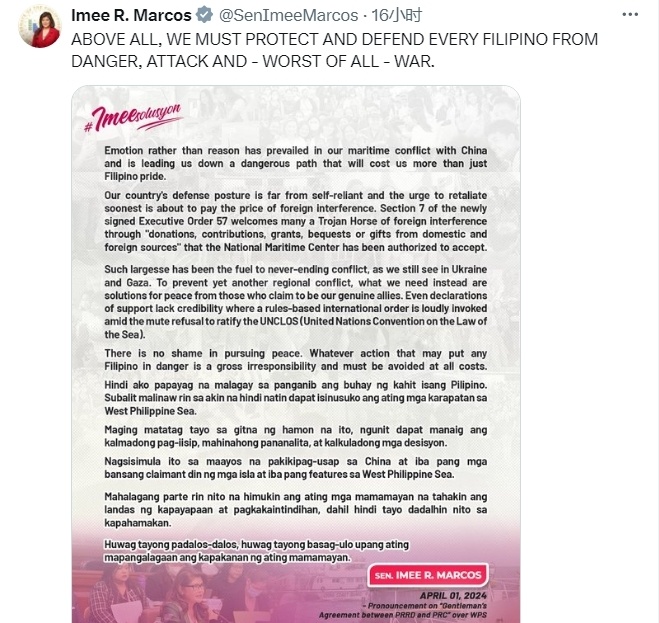 Imee R. Marcos @SenImeeMarcos · 16小时
ABOVE ALL, WE MUST PROTECT AND DEFEND EVERY FILIPINO FROM
DANGER, ATTACK AND - WORST OF ALL - WAR.
#Imeesolusyon
Emotion rather than reason has prevailed in our maritime conflict with China
and is leading us down a dangerous path that will cost us more than just
Filipino pride.
Our country's defense posture is far from self-reliant and the urge to retaliate
soonest is about to pay the price of foreign interference. Section 7 of the newly
signed Executive Order 57 welcomes many a Trojan Horse of foreign interference
through "donations, contributions, grants, bequests or gifts from domestic and
foreign sources" that the National Maritime Center has been authorized to accept.
Such largesse has been the fuel to never-ending conflict, as we still see in Ukraine
and Gaza. To prevent yet another regional conflict, what we need instead are
solutions for peace from those who claim to be our genuine allies. Even declarations
of support lack credibility where a rules-based international order is loudly invoked
amid the mute refusal to ratify the UNCLOS (United Nations Convention on the Law of
the Sea).
There is no shame in pursuing peace. Whatever action that may put any
Filipino in danger is a gross irresponsibility and must be avoided at all costs.
Hindi ako papayag na malagay sa panganib ang buhay ng kahit isang Pilipino.
Subalit malinaw rin sa akin na hindi natin dapat isinusuko ang ating mga karapatan sa
West Philippine Sea.
Maging matatag tayo sa gitna ng hamon na ito, ngunit dapat manaig ang
kalmadong pag-iisip, mahinahong pananalita, at kalkuladong mga desisyon.
Nagsisimula ito sa maayos na pakikipag-usap sa China at iba pang mga
bansang claimant din ng mga isla at iba pang features sa West Philippine Sea.
Mahalagang parte rin nito na himukin ang ating mga mamamayan na tahakin ang
landas ng kapayapaan at pagkakaintindihan, dahil hindi tayo dadalhin nito sa
kapahamakan.
Huwag tayong padalos-dalos, huwag tayong basag-ulo upang ating
mapangalagaan ang kapakanan ng ating mamamayan.
SEN. IMEE R. MARCOS
APRIL 01, 2024
- Pronouncement on "Gentleman's
Agreement between PRRD and PRC" over WPS